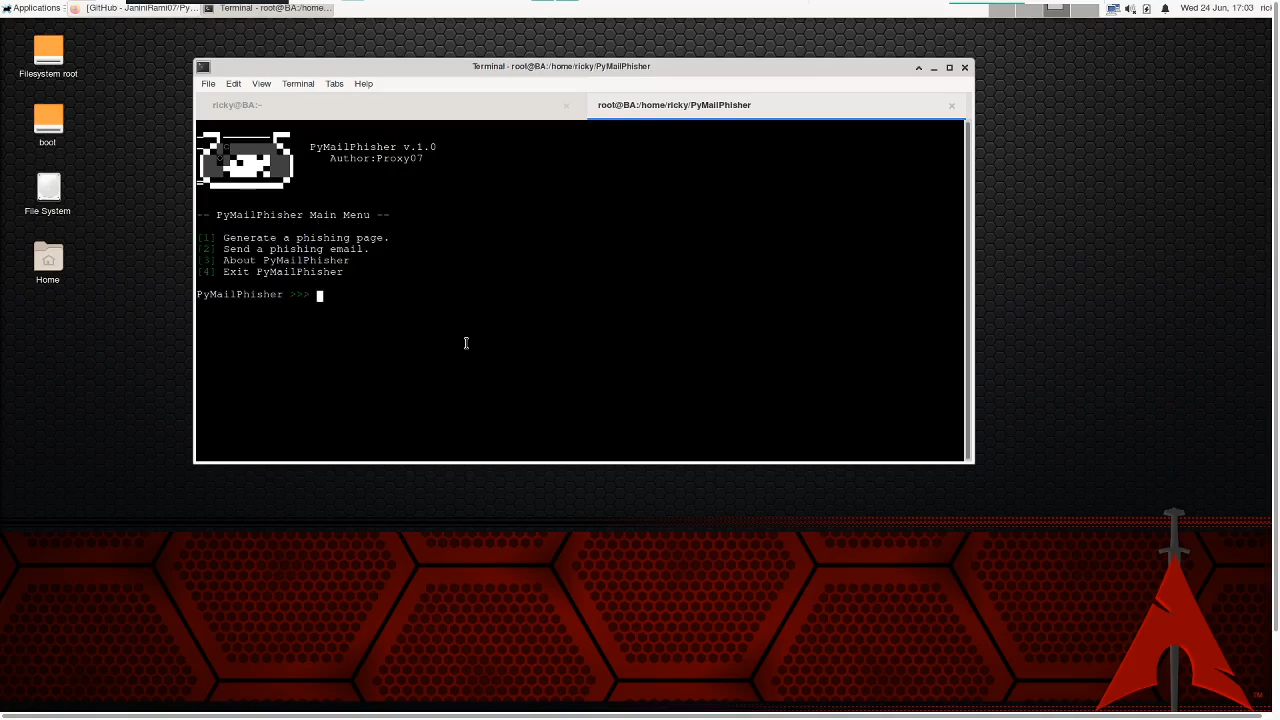 Applications
[GitHub - JaniniRami07/Py...
Terminal - root@BA:/home...
Wed 24 Jun, 17:03
rick
Filesystem root
boot
File System
Home
Terminal - root@BA:/home/ricky/PyMailPhisher
File Edit View Terminal Tabs Help
ricky@BA:~
root@BA:/home/ricky/PyMailPhisher
PyMailPhisher v.1.0
Author:Proxy07
-- PyMailPhisher Main Menu --
[1] Generate a phishing page.
[2] Send a phishing email.
[3] About PyMailPhisher
[4] Exit PyMailPhisher
PyMailPhisher >>>
TM